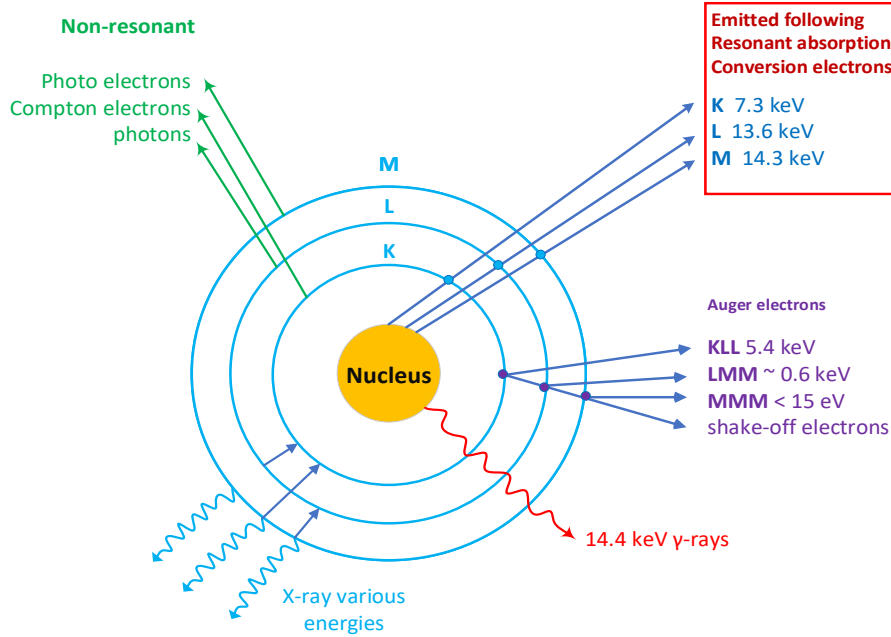 Non-resonant
Photo electrons
Compton electrons
photons
Emitted following
Resonant absorption
Conversion electrons
K 7.3 keV
L 13.6 keV
M 14.3 keV
M
L
K
Nucleus
Auger electrons
KLL 5.4 keV
LMM ~ 0.6 keV
MMM < 15 eV
shake-off electrons
14.4 keV γ-rays
X-ray various
energies